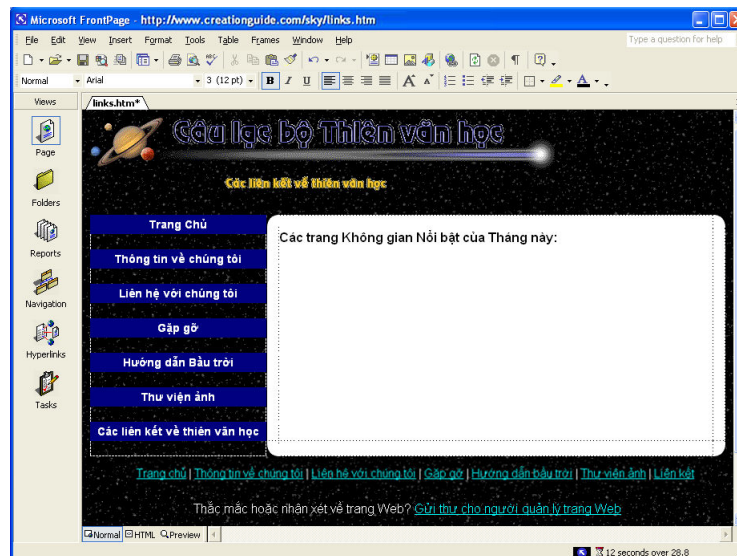 Microsoft FrontPage - http://www.creationguide.com/sky/links.htm
File Edit View Insert Format Tools Table Frames Window Help
Type a question for help
Normal Arial 3 (12 pt) B I U A A A
Views
links.htm*
Page
Folders
Reports
Navigation
Hyperlinks
Tasks
Câu lạc bộ Thiên văn học
Các liên kết về thiên văn học
Trang Chủ
Thông tin về chúng tôi
Liên hệ với chúng tôi
Gặp gỡ
Hướng dẫn Bầu trời
Thư viện ảnh
Các liên kết về thiên văn học
Các trang Không gian Nổi bật của Tháng này:
Trang chủ | Thông tin về chúng tôi | Liên hệ với chúng tôi | Gặp gỡ | Hướng dẫn bầu trời | Thư viện ảnh | Liên kết
Thắc mắc hoặc nhận xét về trang Web? Gửi thư cho người quản lý trang Web
Normal HTML Preview
12 seconds over 28.8